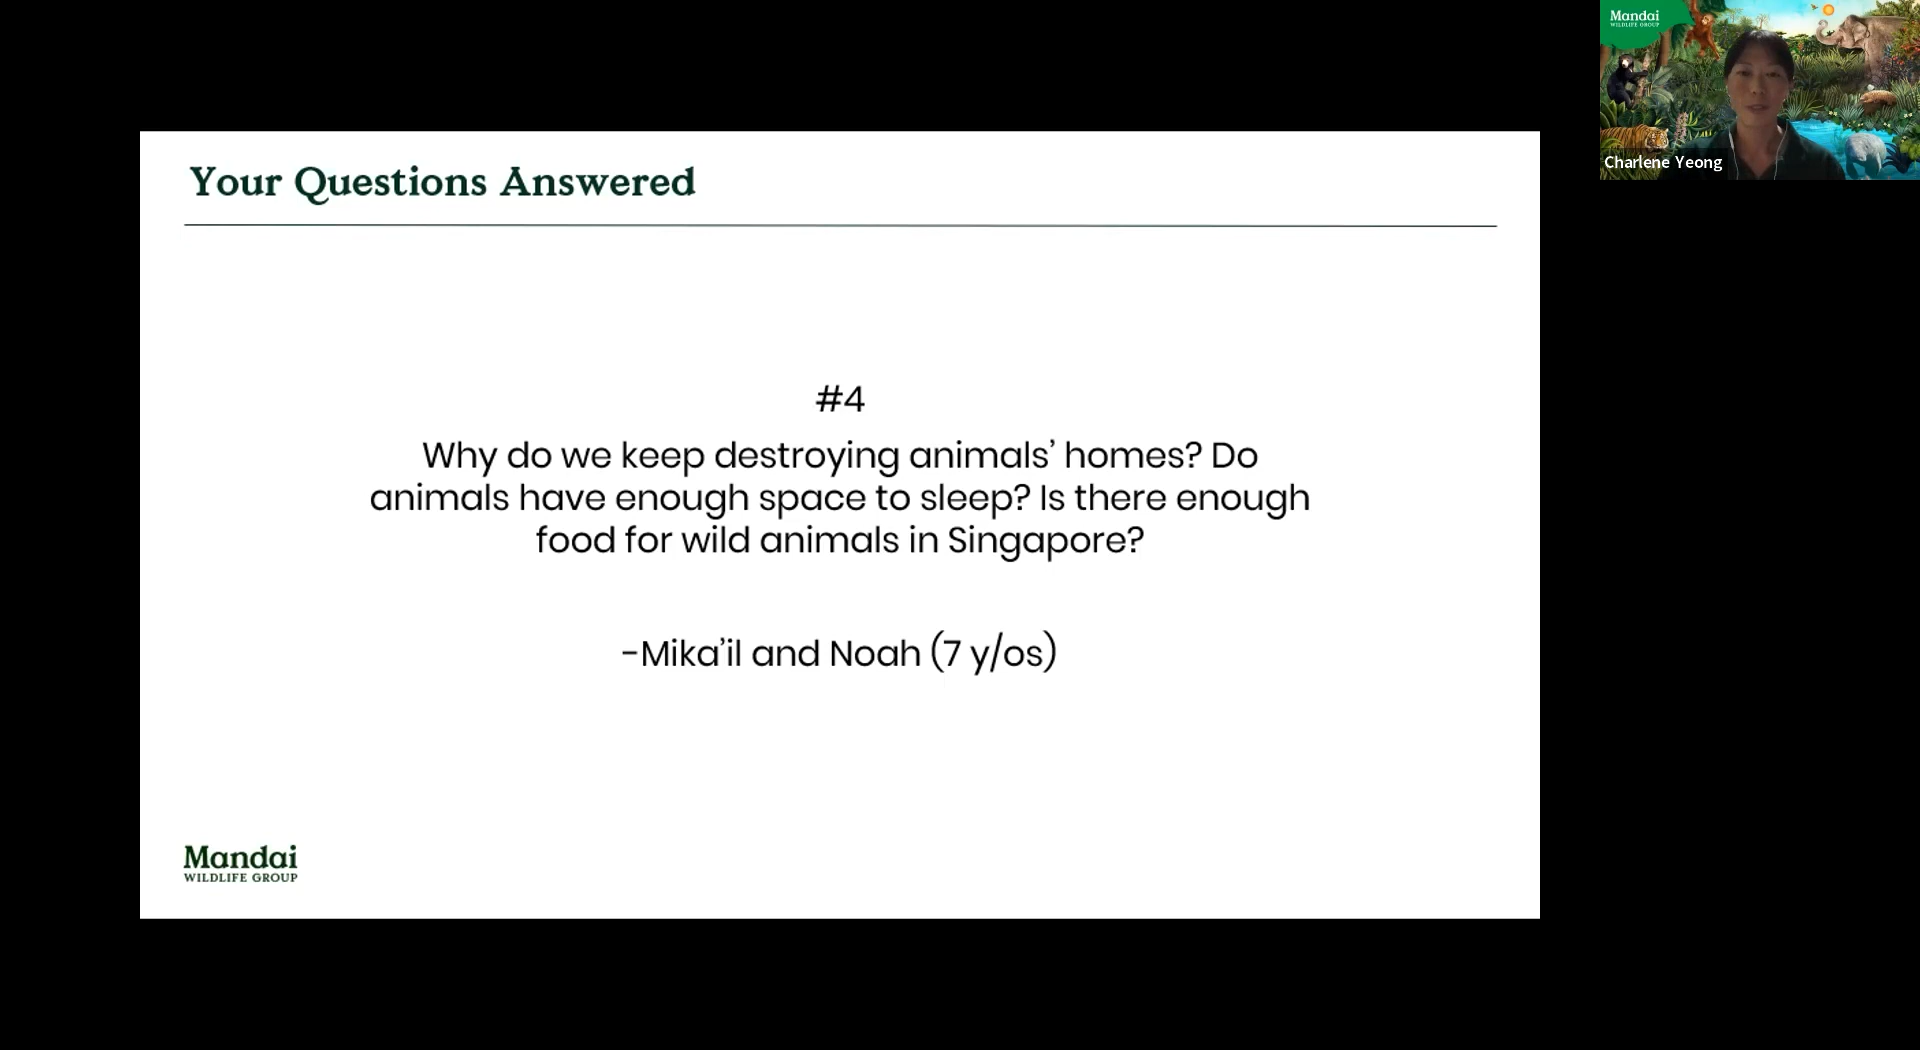 Your Questions Answered
#4
Why do we keep destroying animals’ homes? Do
animals have enough space to sleep? Is there enough
food for wild animals in Singapore?
-Mika’il and Noah (7 y/os)
Mandai
WILDLIFE GROUP
Mandai
WILDLIFE GROUP
Charlene Yeong